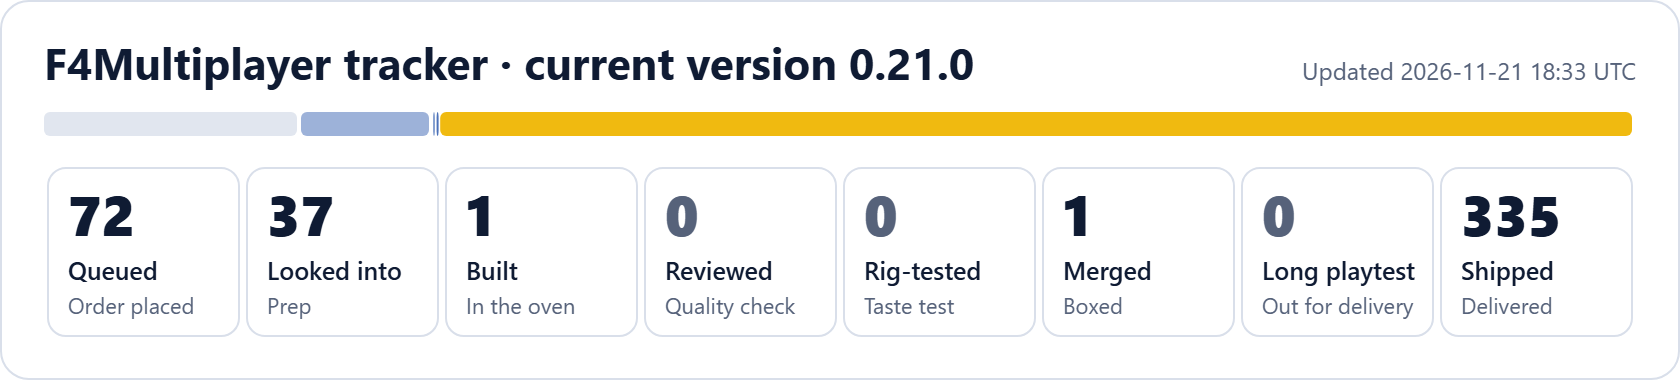 F4Multiplayer tracker · current version 0.21.0
Updated 2026-11-21 18:33 UTC
72
Queued
Order placed
37
Looked into
Prep
1
Built
In the oven
0
Reviewed
Quality check
0
Rig-tested
Taste test
1
Merged
Boxed
0
Long playtest
Out for delivery
335
Shipped
Delivered